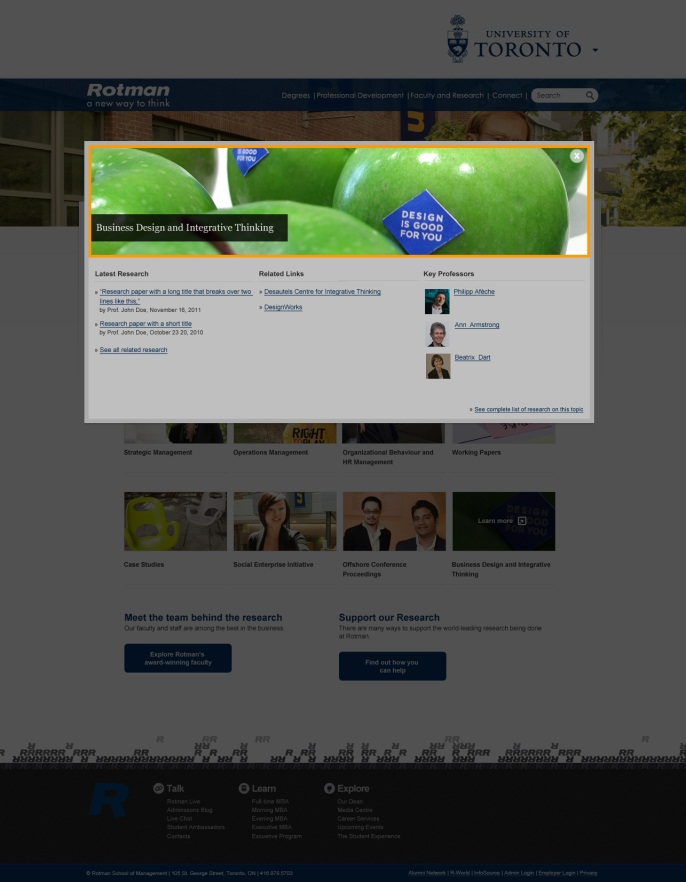 UNIVERSITY OF
TORONTO
Rotman
a new way to think
Degrees | Professional Development | Faculty and Research | Connect | Search
IS GOOD
FOR YOU
DESIGN
IS GOOD
FOR YOU
Business Design and Integrative Thinking
X
Latest Research
» "Research paper with a long title that breaks over two
lines like this,"
by Prof. John Doe, November 16, 2011
» Research paper with a short title
by Prof. John Doe, October 23 20, 2010
» See all related research
Related Links
» Desautels Centre for Integrative Thinking
» DesignWorks
Key Professors
Philipp Afèche
Ann Armstrong
Beatrix Dart
» See complete list of research on this topic
RIGHT
TO PLAY
Strategic Management
Operations Management
Organizational Behaviour and
HR Management
Working Papers
Learn more
DESIGN
IS GOOD
FOR YOU
Case Studies
Social Enterprise Initiative
Offshore Conference
Proceedings
Business Design and Integrative
Thinking
Meet the team behind the research
Our faculty and staff are among the best in the business
Explore Rotman's
award-winning faculty
Support our Research
There are many ways to support the world-leading research being done
at Rotman
Find out how you
can help
Talk
Rotman Live
Admissions Blog
Live Chat
Student Ambassadors
Contacts
Learn
Full-time MBA
Morning MBA
Evening MBA
Executive MBA
Exclusive Program
Explore
Our Dean
Media Centre
Career Services
Upcoming Events
The Student Experience
© Rotman School of Management | 105 St. George Street, Toronto, ON | 416.978.5703
Alumni Network | R-World | InfoSource | Admin Login | Employer Login | Privacy